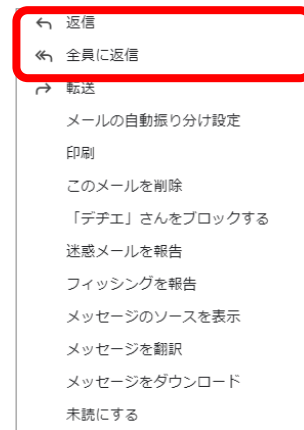 返信
全員に返信
転送
メールの自動振り分け設定
印刷
このメールを削除
「デチエ」さんをブロックする
迷惑メールを報告
フィッシングを報告
メッセージのソースを表示
メッセージを翻訳
メッセージをダウンロード
未読にする